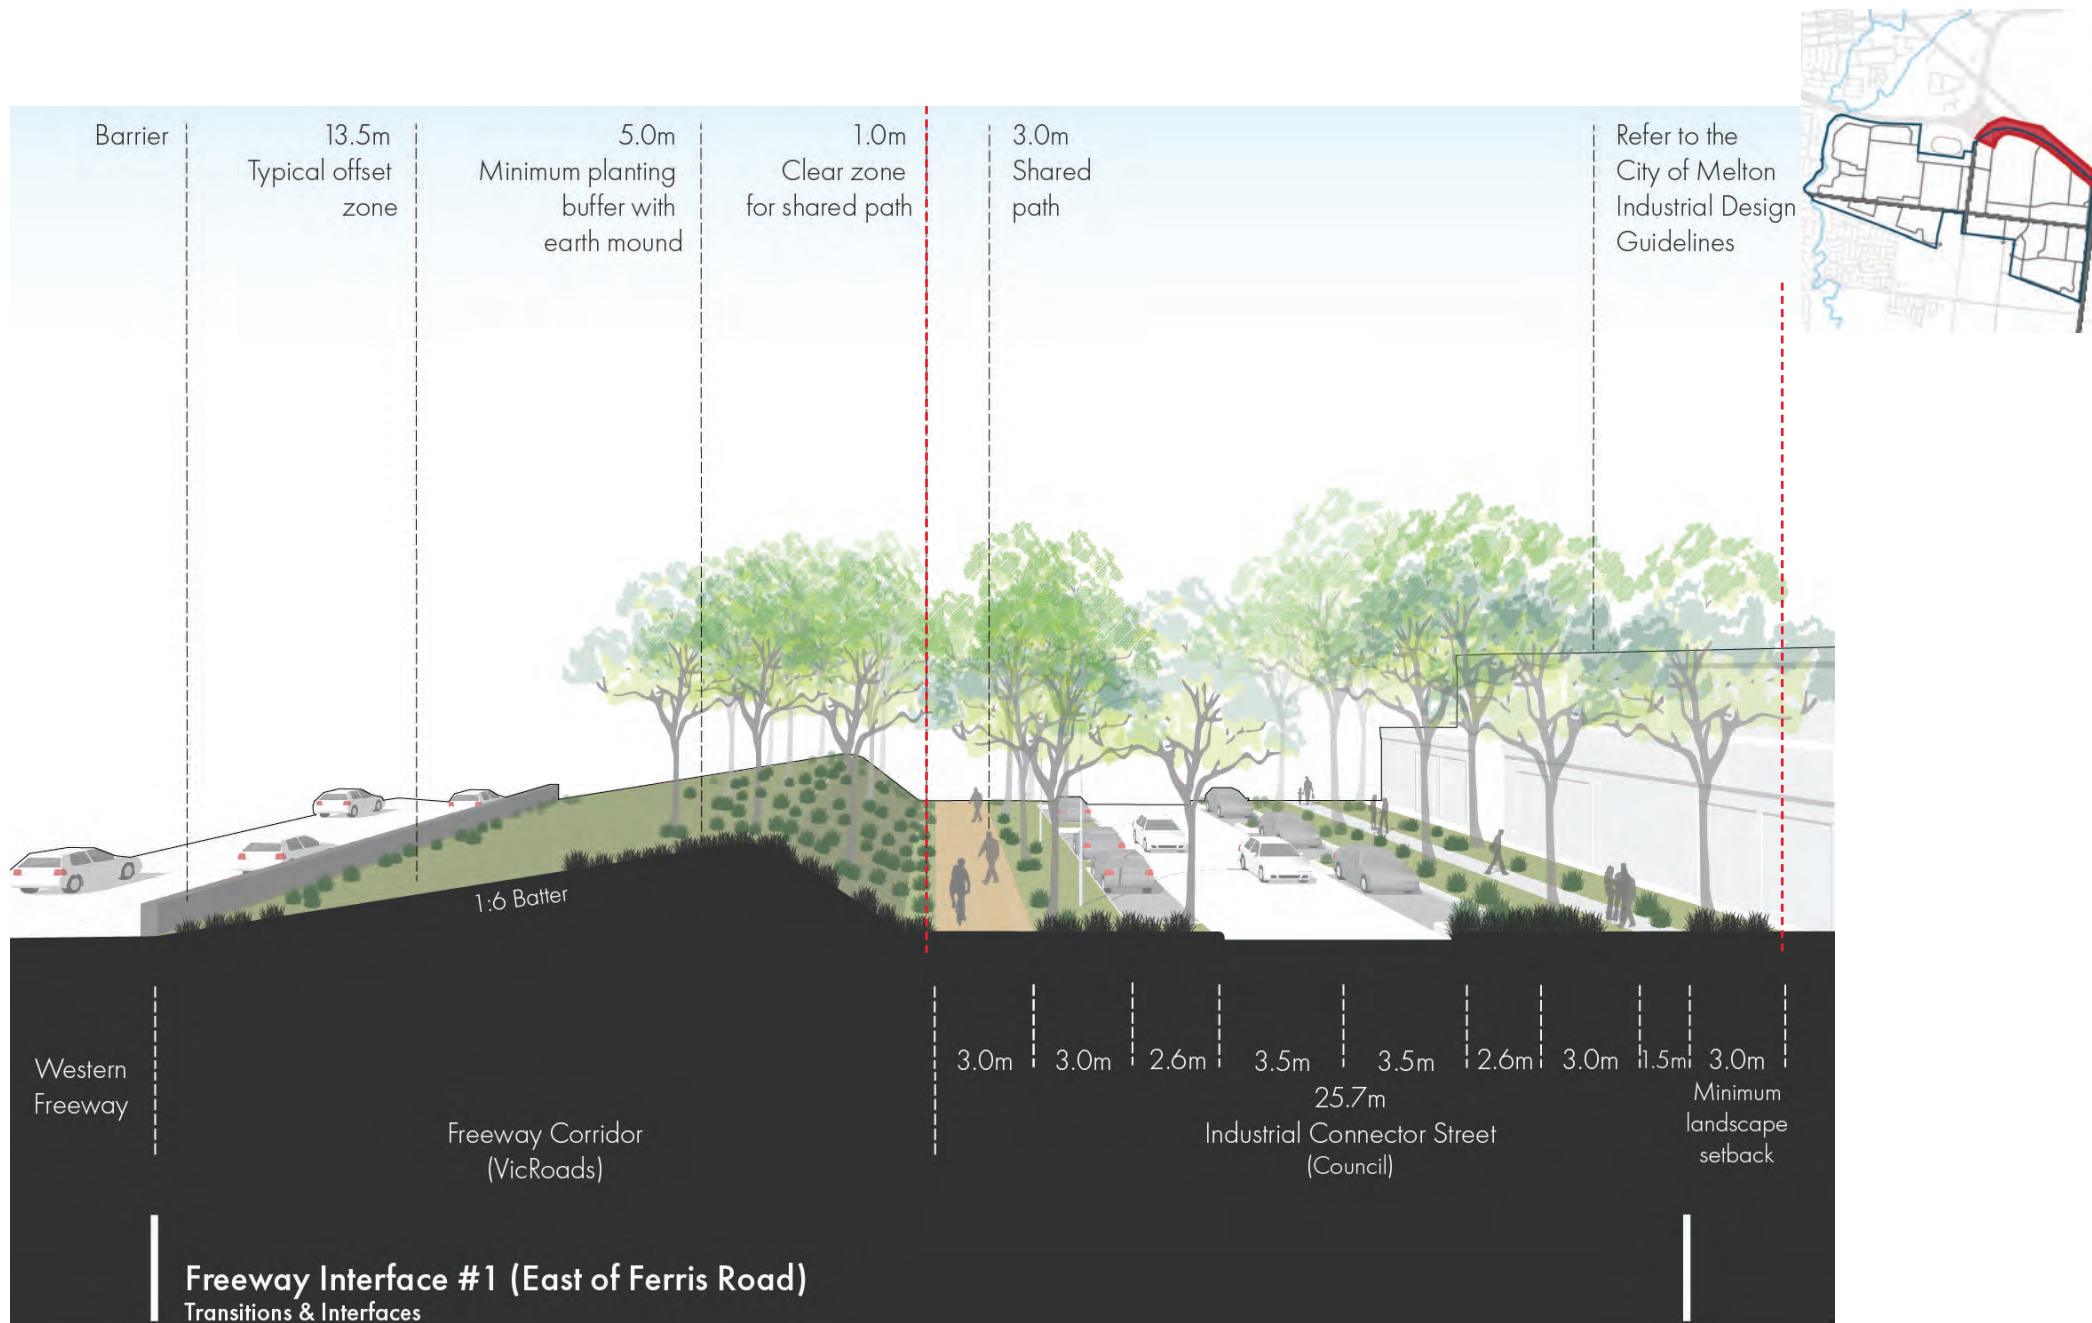 Barrier
13.5m
Typical offset
zone
5.0m
Minimum planting
buffer with
earth mound
1.0m
Clear zone
for shared path
3.0m
Shared
path
Refer to the
City of Melton
Industrial Design
Guidelines
1:6 Batter
Western
Freeway
Freeway Corridor
(VicRoads)
3.0m
3.0m
2.6m
3.5m
3.5m
2.6m
3.0m
1.5m
3.0m
Minimum
landscape
setback
25.7m
Industrial Connector Street
(Council)
Freeway Interface #1 (East of Ferris Road)
Transitions & Interfaces